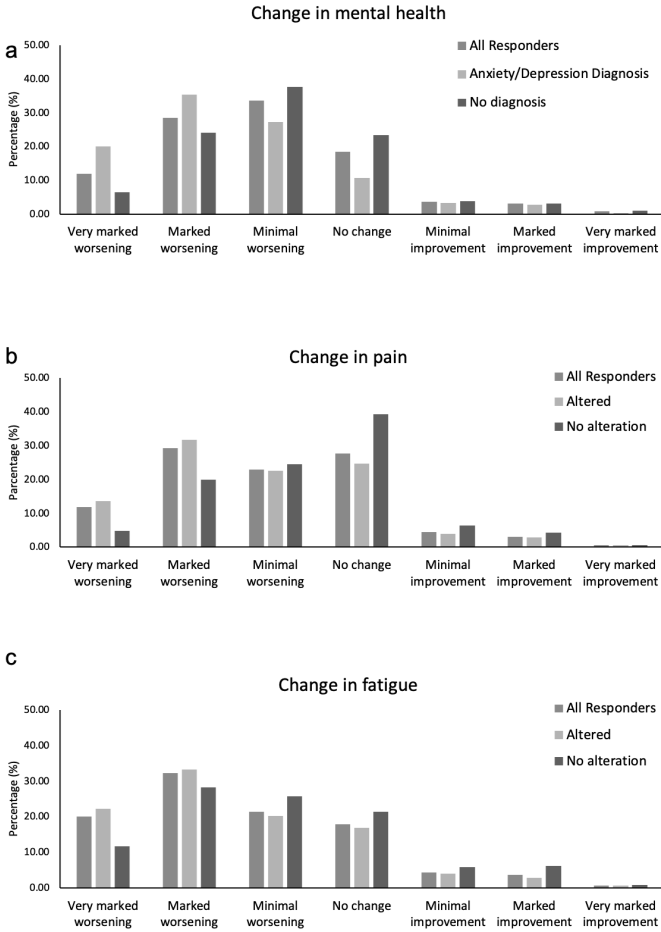 Change in mental health
a
50.00
40.00
30.00
20.00
10.00
0.00
Percentage (%)
All Responders
Anxiety/Depression Diagnosis
No diagnosis
Very marked worsening
Marked worsening
Minimal worsening
No change
Minimal improvement
Marked improvement
Very marked improvement
b
Change in pain
50.00
40.00
30.00
20.00
10.00
0.00
Parcentage (%)
All Responders
Altered
No alteration
Very marked worsening
Marked worsening
Minimal worsening
No change
Minimal improvement
Marked improvement
Very marked improvement
c
Change in fatigue
50.00
40.00
30.00
20.00
10.00
0.00
Percentage (%)
All Responders
Altered
No alteration
Very marked worsening
Marked worsening
Minimal worsening
No change
Minimal improvement
Marked improvement
Very marked improvement